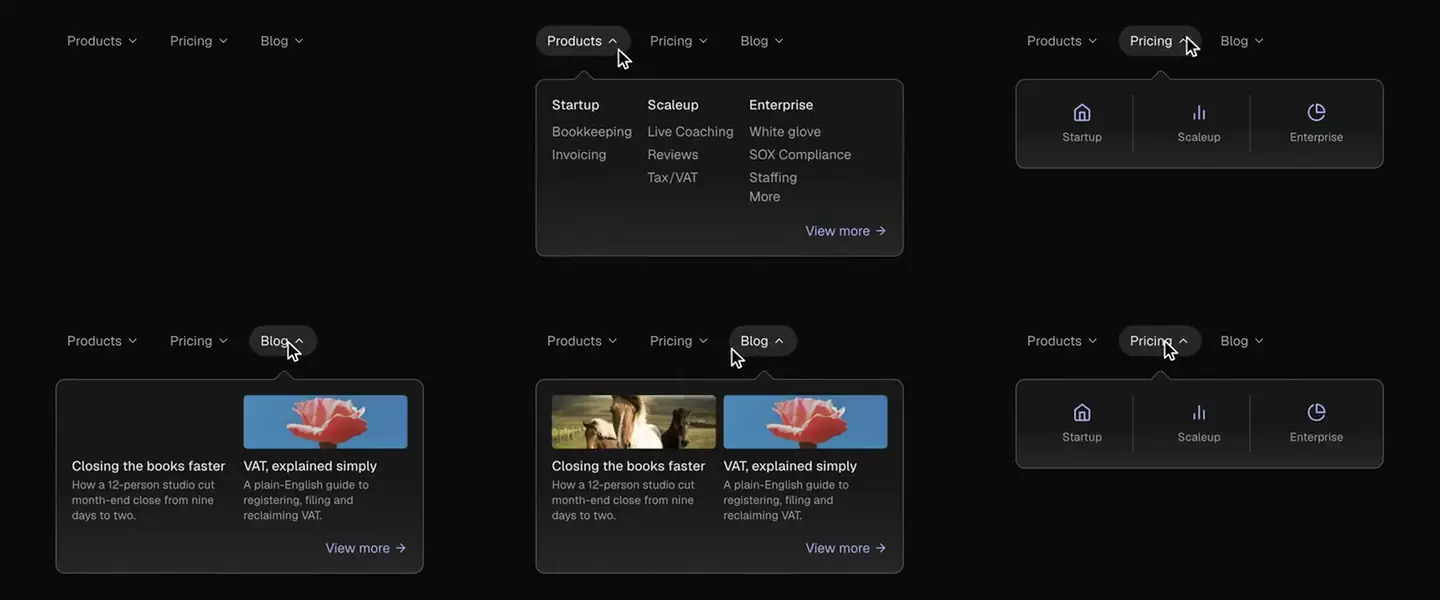 Products Pricing Blog
Products Pricing Blog
Startup Scaleup Enterprise
Bookkeeping Live Coaching White glove
Invoicing Reviews SOX Compliance
Tax/VAT Staffing
More
View more →
Products Pricing Blog
Startup Scaleup Enterprise
Products Pricing Blog
Closing the books faster
How a 12-person studio cut
month-end close from nine
days to two.
VAT, explained simply
A plain-English guide to
registering, filing and
reclaiming VAT.
View more →
Products Pricing Blog
Closing the books faster
How a 12-person studio cut
month-end close from nine
days to two.
VAT, explained simply
A plain-English guide to
registering, filing and
reclaiming VAT.
View more →
Products Pricing Blog
Startup Scaleup Enterprise